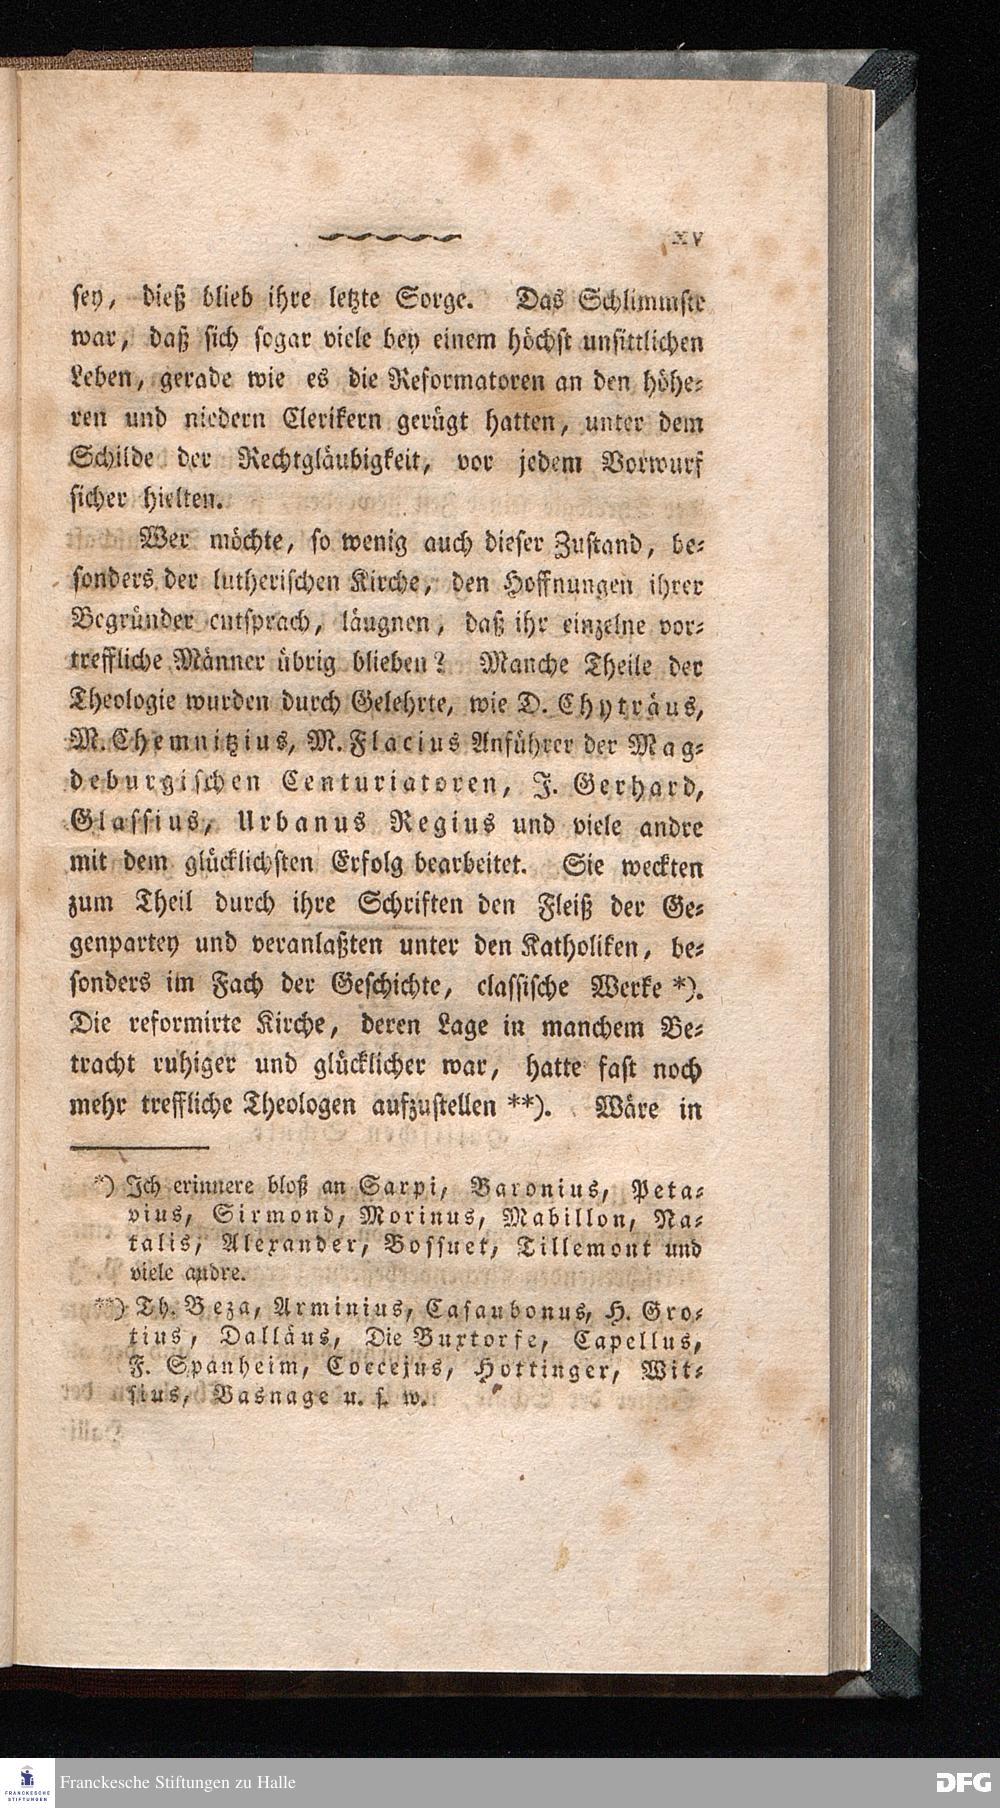 XV
sey, dieß blieb ihre letzte Sorge. Das Schlimmste
war, daß sich sogar viele bey einem höchst unsittlichen
Leben, gerade wie es die Reformatoren an den höhe-
ren und niedern Clerikern gerügt hatten, unter dem
Schilde der Rechtgläubigkeit, vor jedem Vorwurf
sicher hielten.
Wer möchte, so wenig auch dieser Zustand, be-
sonders der lutherischen Kirche, den Hoffnungen ihrer
Begründer entsprach, läugnen, daß ihr einzelne vor-
treffliche Männer übrig blieben? Manche Theile der
Theologie wurden durch Gelehrte, wie D. Chyträus,
M. Chemnitzius, M. Flacius Anführer der Mag-
deburgischen Centuriatoren, J. Gerhard,
Glassius, Urbanus Regius und viele andre
mit dem glücklichsten Erfolg bearbeitet. Sie weckten
zum Theil durch ihre Schriften den Fleiß der Ge-
genpartey und veranlaßten unter den Katholiken, be-
sonders im Fach der Geschichte, classische Werke *).
Die reformirte Kirche, deren Lage in manchem Be-
tracht ruhiger und glücklicher war, hatte fast noch
mehr treffliche Theologen aufzustellen **). Wäre in
*) Ich erinnere bloß an Sarpi, Baronius, Peta-
vius, Sirmond, Morinus, Mabillon, Na-
talis, Alexander, Bossuet, Tillemont und
viele andre.
**) Th. Beza, Arminius, Casaubonus, H. Gro-
tius, Dalläus, Die Buxtorfe, Capellus,
F. Spanheim, Coccejus, Hottinger, Wit-
sius, Basnage u. s. w.
FRANCKESCHE
STIFTUNGEN
Franckesche Stiftungen zu Halle
DFG